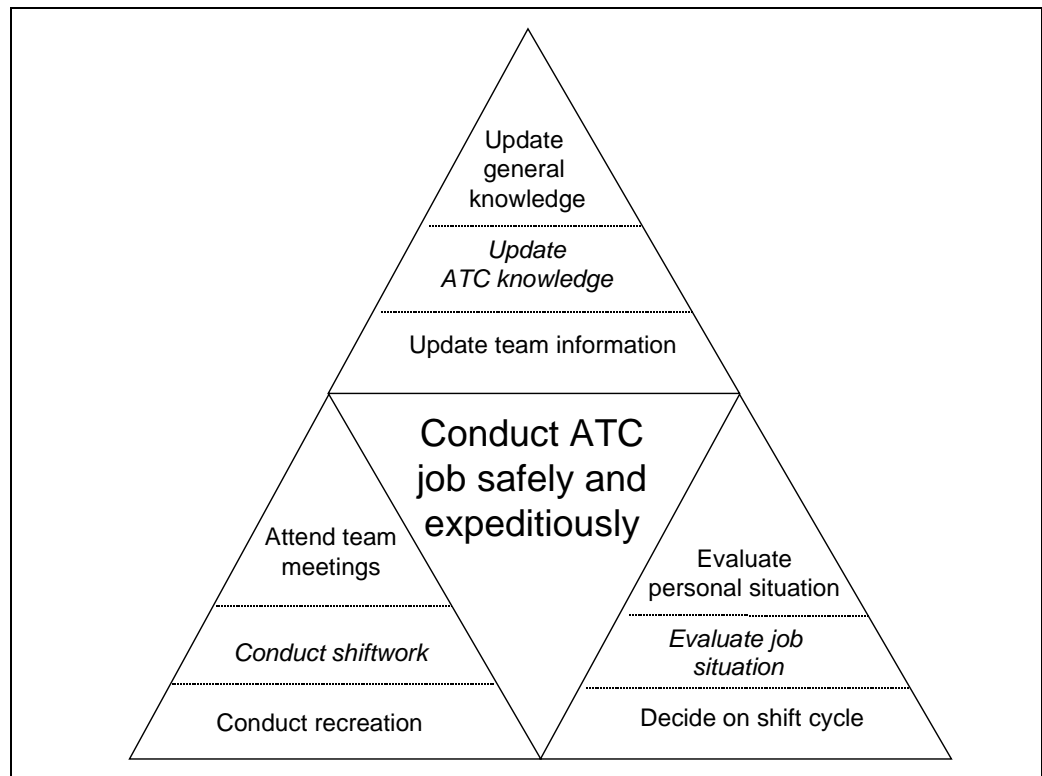 Update
general
knowledge
Update
ATC knowledge
Update team information
Conduct ATC
job safely and
expeditiously
Attend team
meetings
Conduct shiftwork
Conduct recreation
Evaluate
personal situation
Evaluate job
situation
Decide on shift cycle